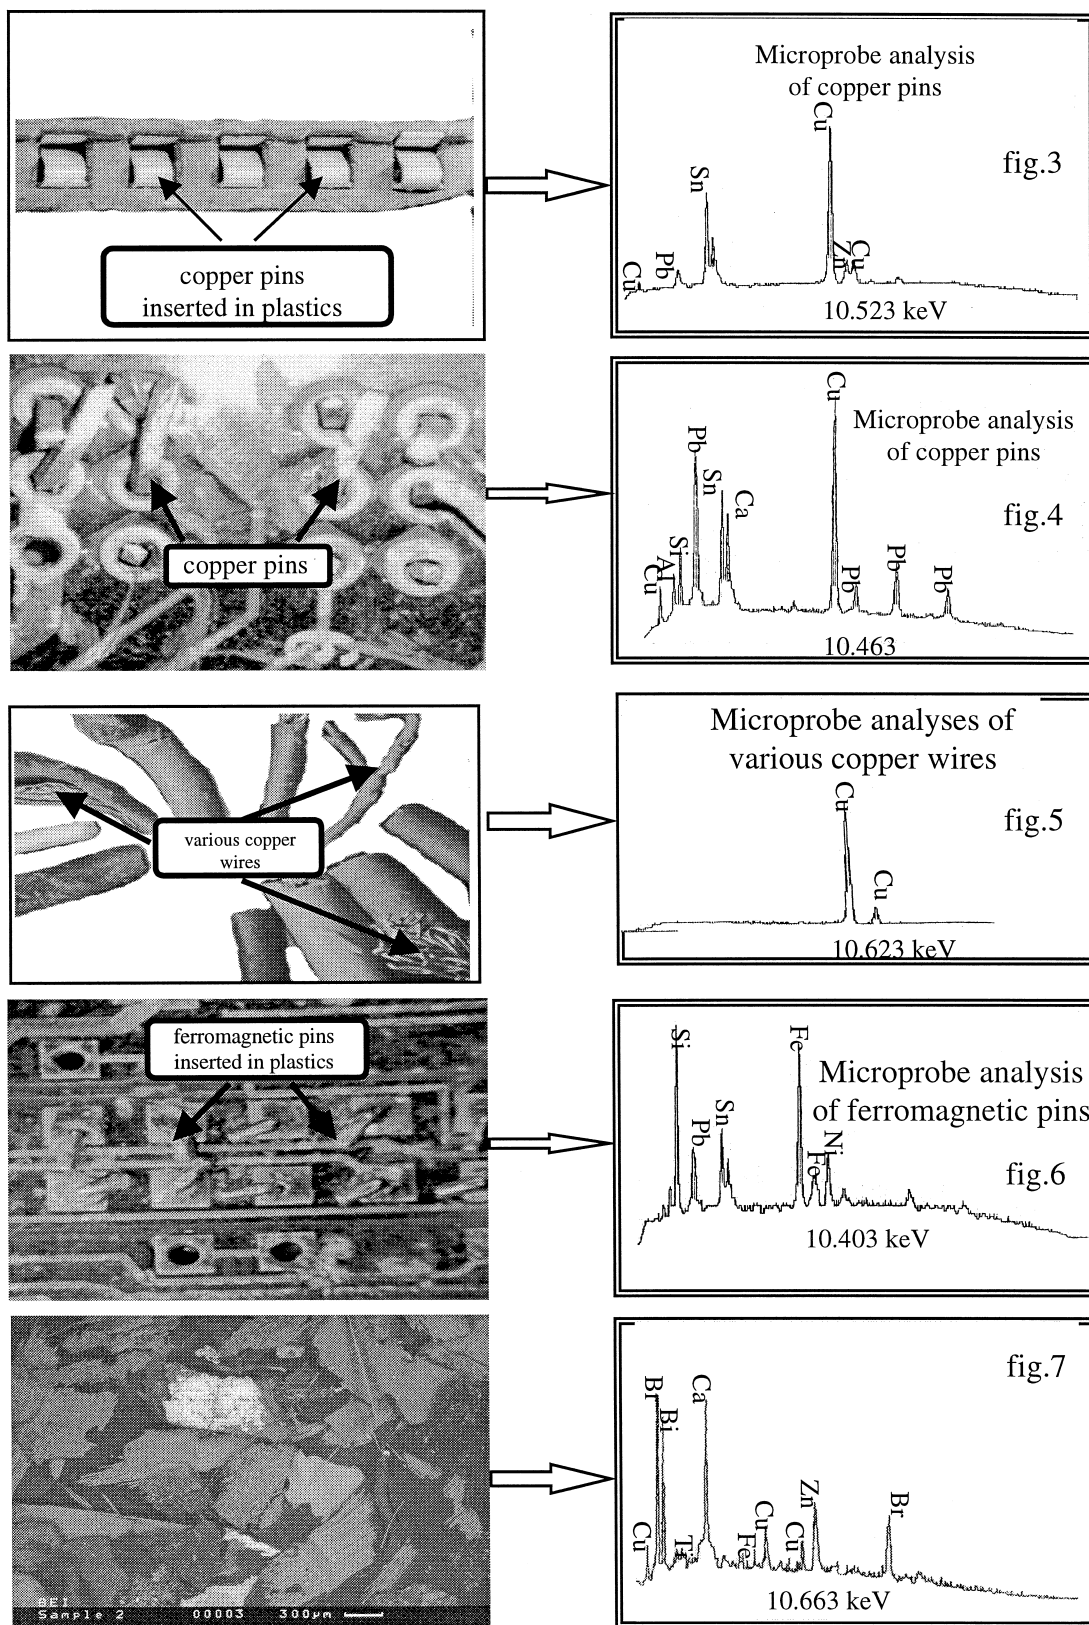 copper pins
inserted in plastics
Microprobe analysis
of copper pins
fig.3
Cu
Pb
Sn
Cu
Zn
Cu
10.523 keV
copper pins
Microprobe analysis
of copper pins
fig.4
Cu
Al
Si
Pb
Sn
Ca
Cu
Pb
Pb
Pb
10.463
various copper
wires
Microprobe analyses of
various copper wires
fig.5
Cu
Cu
10.623 keV
ferromagnetic pins
inserted in plastics
Microprobe analysis
of ferromagnetic pins
fig.6
Si
Pb
Sn
Fe
Fe
Ni
10.403 keV
BEI
Sample 2 00003 300µm
fig.7
Cu
Br
Bi
Ti
Ca
Fe
Cu
Cu
Zn
Br
10.663 keV